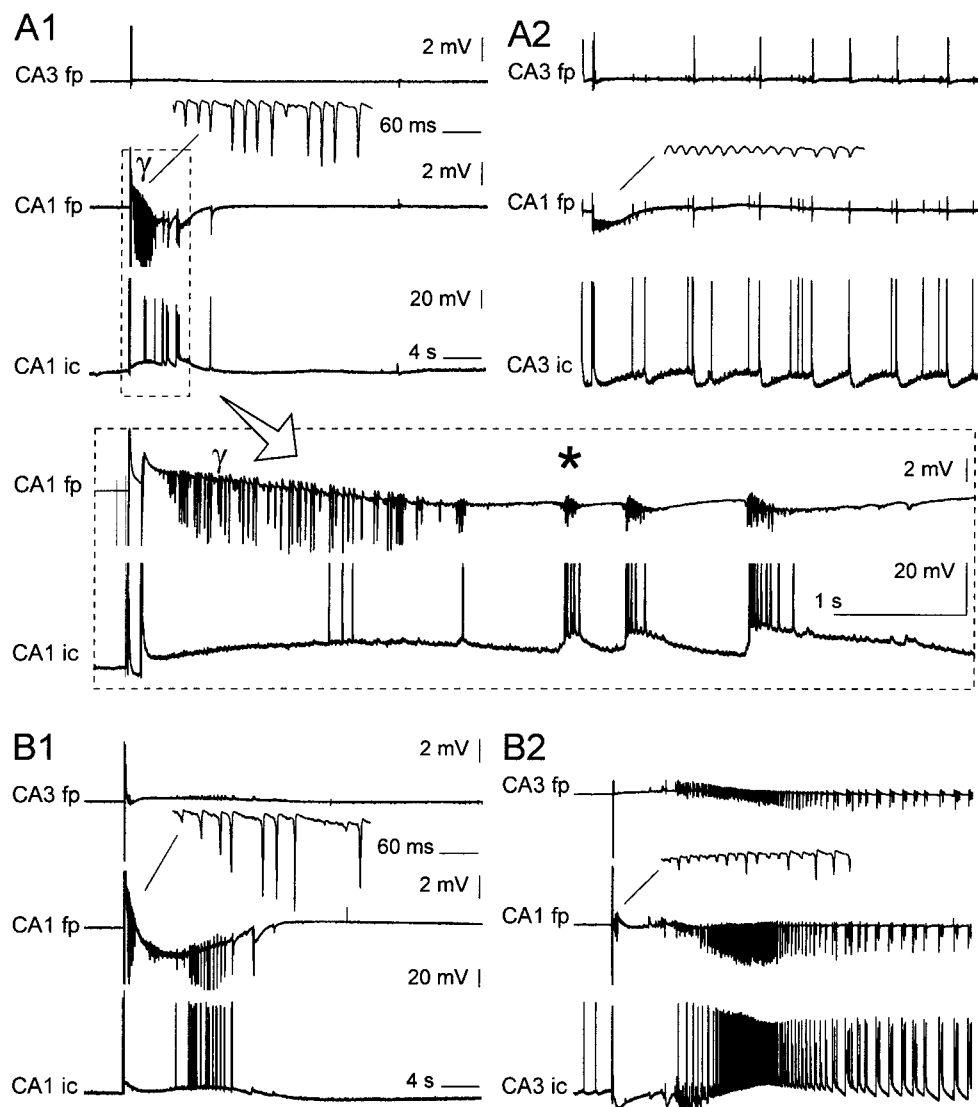 A1
2 mV
CA3 fp
60 ms
γ
2 mV
CA1 fp
20 mV
4 s
CA1 ic
A2
CA3 fp
CA1 fp
CA3 ic
γ
*
CA1 fp
2 mV
20 mV
1 s
CA1 ic
B1
2 mV
CA3 fp
60 ms
2 mV
CA1 fp
20 mV
CA1 ic
4 s
B2
CA3 fp
CA1 fp
CA3 ic